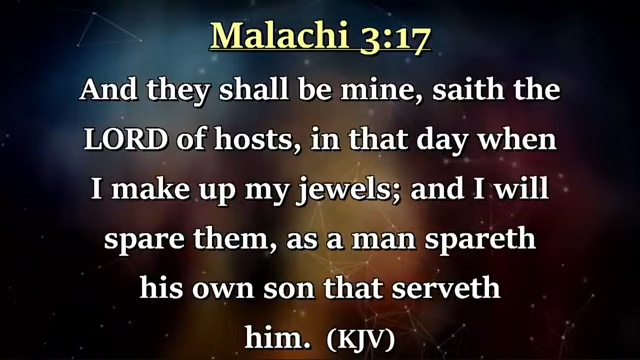 Malachi 3:17
And they shall be mine, saith the
LORD of hosts, in that day when
I make up my jewels; and I will
spare them, as a man spareth
his own son that serveth
him. (KJV)